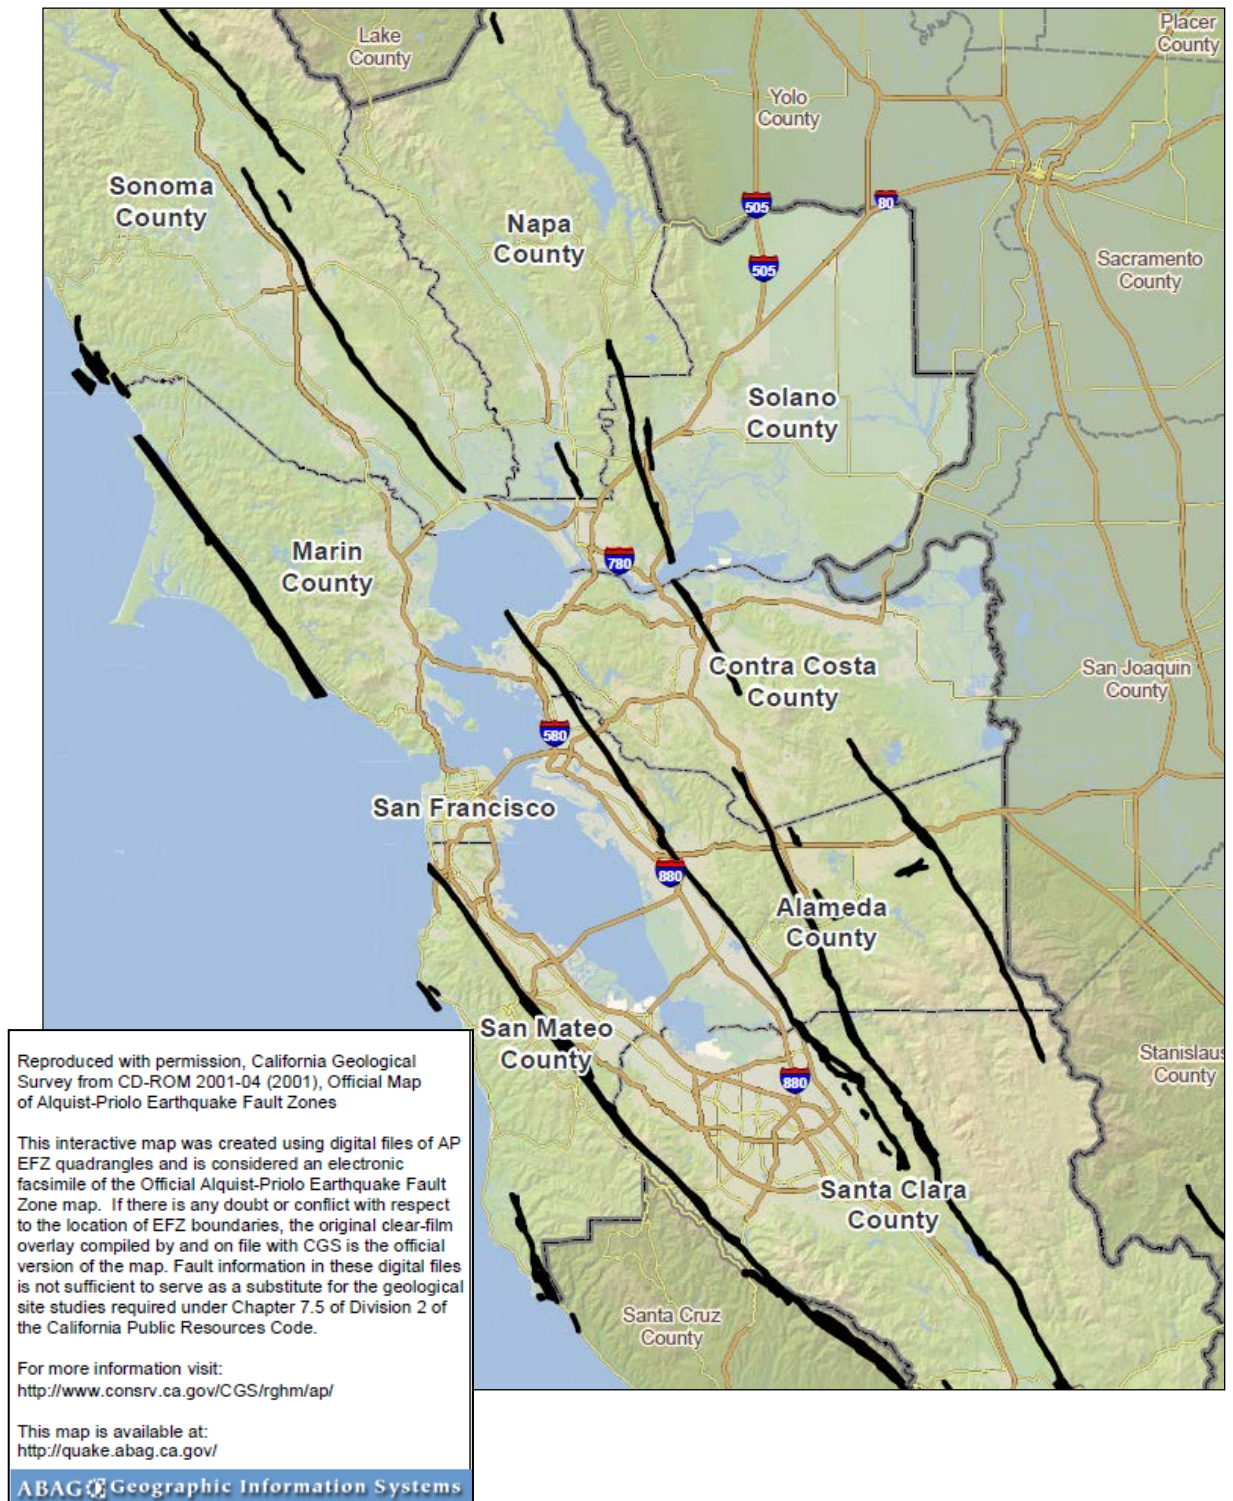 Lake
County
Placer
County
Yolo
County
Sonoma
County
Napa
County
505
80
505
Sacramento
County
Solano
County
Marin
County
780
Contra Costa
County
San Joaquin
County
580
San Francisco
880
Alameda
County
San Mateo
County
Stanislaus
County
880
Santa Clara
County
Santa Cruz
County
Reproduced with permission, California Geological
Survey from CD-ROM 2001-04 (2001), Official Map
of Alquist-Priolo Earthquake Fault Zones
This interactive map was created using digital files of AP
EFZ quadrangles and is considered an electronic
facsimile of the Official Alquist-Priolo Earthquake Fault
Zone map.  If there is any doubt or conflict with respect
to the location of EFZ boundaries, the original clear-film
overlay compiled by and on file with CGS is the official
version of the map. Fault information in these digital files
is not sufficient to serve as a substitute for the geological
site studies required under Chapter 7.5 of Division 2 of
the California Public Resources Code.
For more information visit:
http://www.consrv.ca.gov/CGS/rghm/ap/
This map is available at:
http://quake.abag.ca.gov/
ABAG Geographic Information Systems